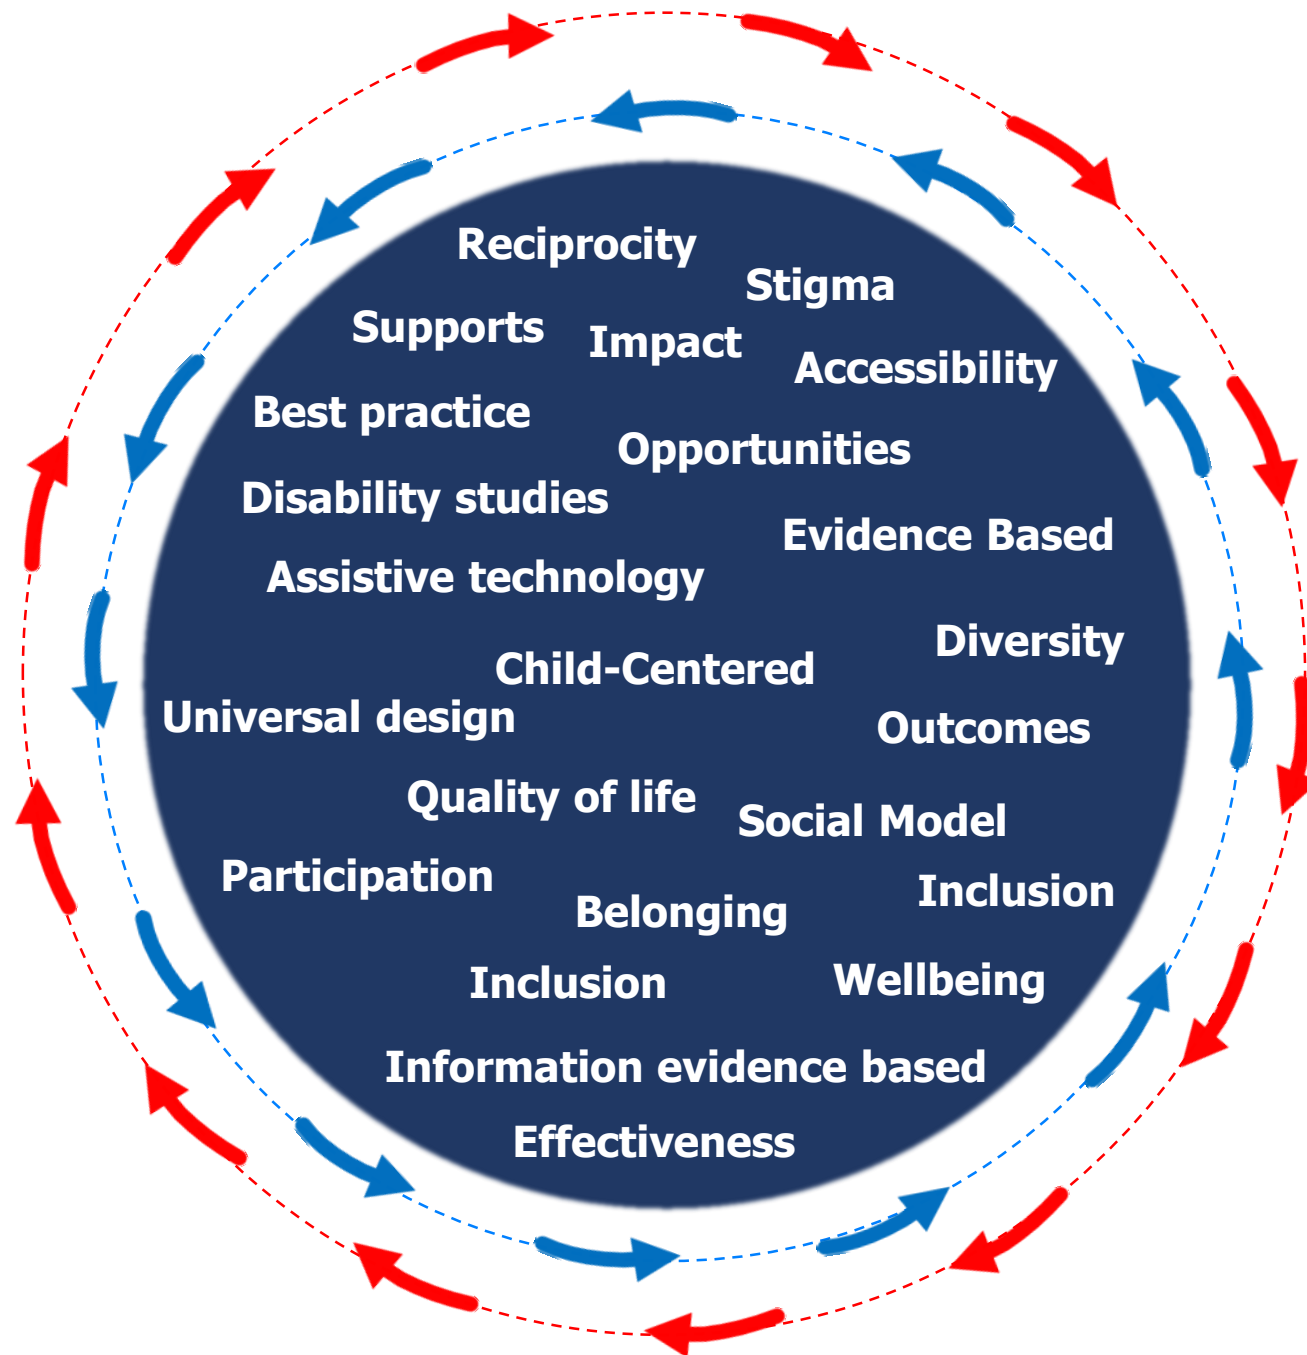 Reciprocity
Stigma
Supports
Impact
Accessibility
Best practice
Opportunities
Disability studies
Evidence Based
Assistive technology
Diversity
Child-Centered
Universal design
Outcomes
Quality of life
Social Model
Participation
Inclusion
Belonging
Wellbeing
Inclusion
Information evidence based
Effectiveness